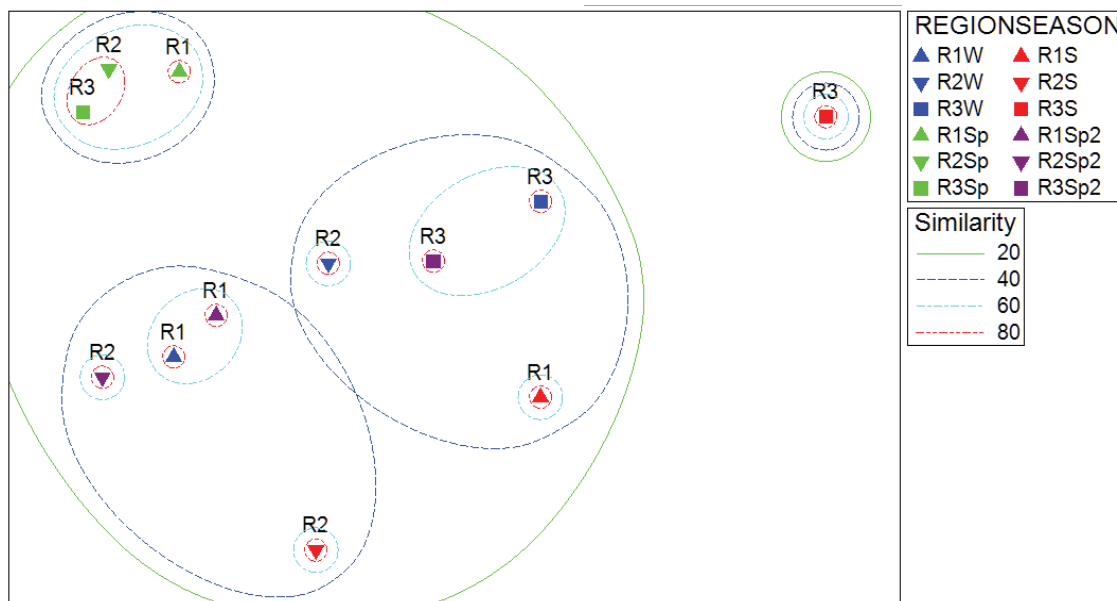 R2
R1
R3
R3
R3
R2
R3
R1
R1
R2
R1
R2
REGIONSEASON
R1W R1S
R2W R2S
R3W R3S
R1Sp R1Sp2
R2Sp R2Sp2
R3Sp R3Sp2
Similarity
20
40
60
80